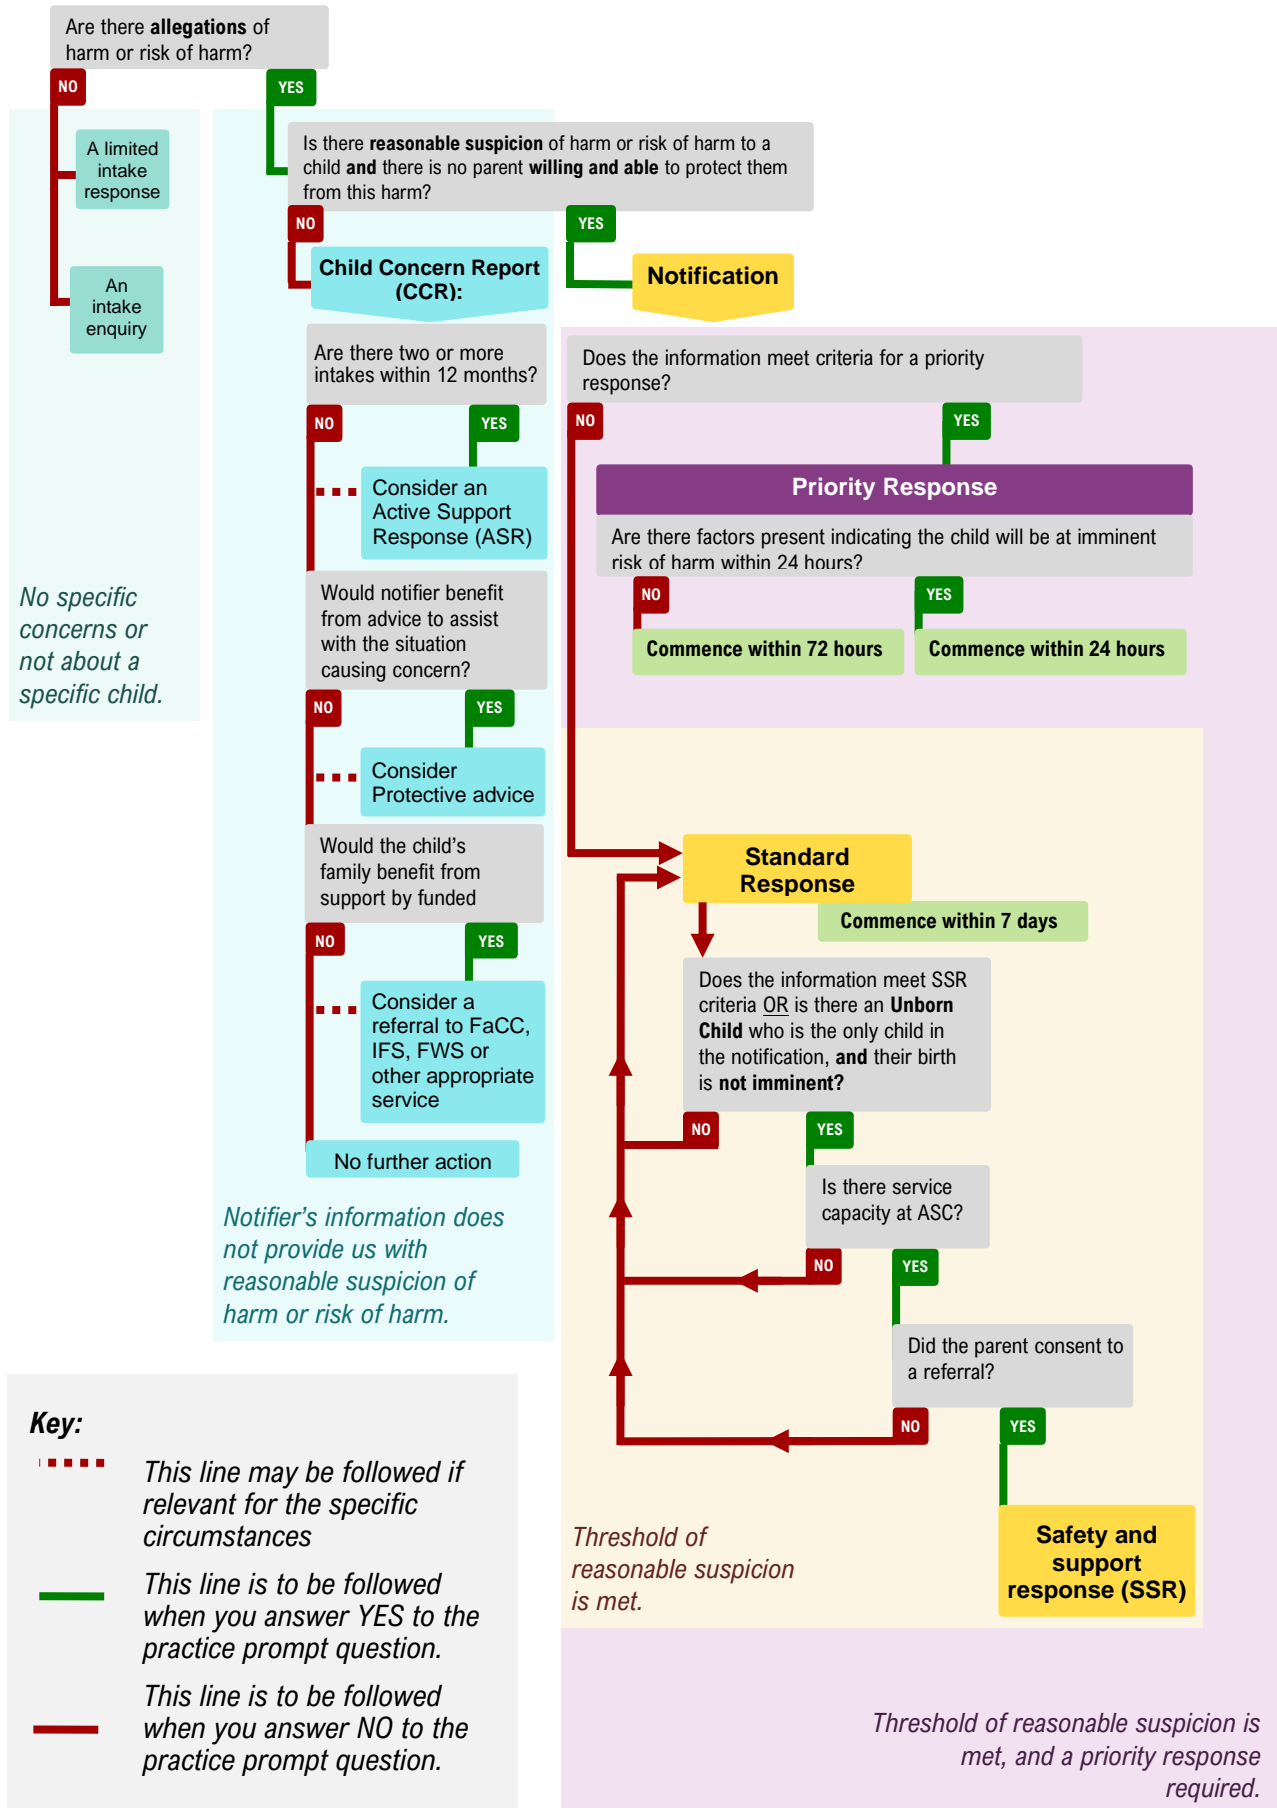 Are there allegations of
harm or risk of harm?
NO
YES
A limited
intake
response
An
intake
enquiry
No specific
concerns or
not about a
specific child.
Is there reasonable suspicion of harm or risk of harm to a
child and there is no parent willing and able to protect them
from this harm?
NO
YES
Child Concern Report
(CCR):
Are there two or more
intakes within 12 months?
NO
YES
Consider an
Active Support
Response (ASR)
Would notifier benefit
from advice to assist
with the situation
causing concern?
NO
YES
Consider
Protective advice
Would the child's
family benefit from
support by funded
NO
YES
Consider a
referral to FaCC,
IFS, FWS or
other appropriate
service
No further action
Notifier's information does
not provide us with
reasonable suspicion of
harm or risk of harm.
Notification
Does the information meet criteria for a priority
response?
NO
YES
Priority Response
Are there factors present indicating the child will be at imminent
risk of harm within 24 hours?
NO
YES
Commence within 72 hours
Commence within 24 hours
Standard
Response
Commence within 7 days
Does the information meet SSR
criteria OR is there an Unborn
Child who is the only child in
the notification, and their birth
is not imminent?
NO
YES
Is there service
capacity at ASC?
NO
YES
Did the parent consent to
a referral?
NO
YES
Safety and
support
response (SSR)
Threshold of
reasonable suspicion
is met.
Threshold of reasonable suspicion is
met, and a priority response
required.
Key:
This line may be followed if
relevant for the specific
circumstances
This line is to be followed
when you answer YES to the
practice prompt question.
This line is to be followed
when you answer NO to the
practice prompt question.